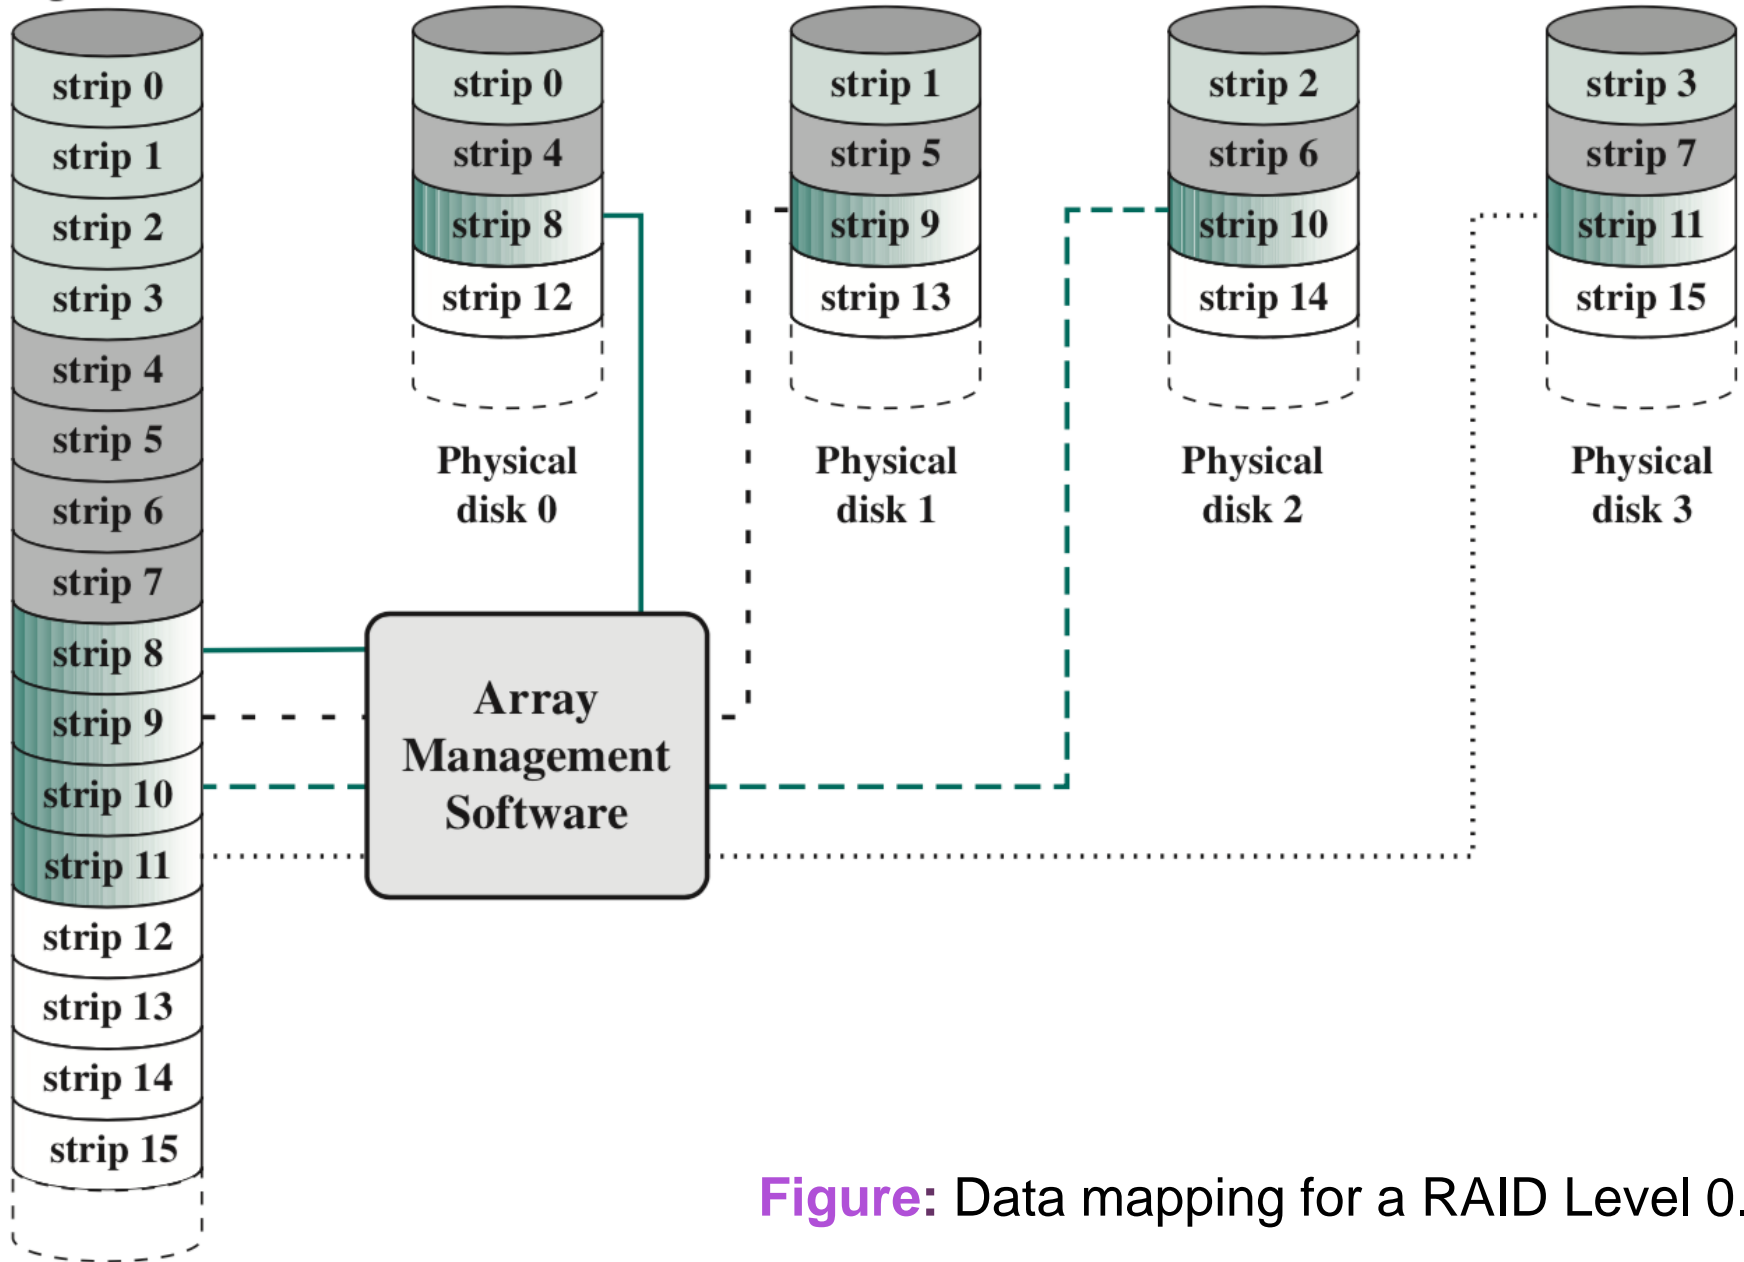 strip 0
strip 1
strip 2
strip 3
strip 4
strip 5
strip 6
strip 7
strip 8
strip 9
strip 10
strip 11
strip 12
strip 13
strip 14
strip 15
strip 0
strip 4
strip 8
strip 12
Physical
disk 0
strip 1
strip 5
strip 9
strip 13
Physical
disk 1
strip 2
strip 6
strip 10
strip 14
Physical
disk 2
strip 3
strip 7
strip 11
strip 15
Physical
disk 3
Array
Management
Software
Figure: Data mapping for a RAID Level 0.